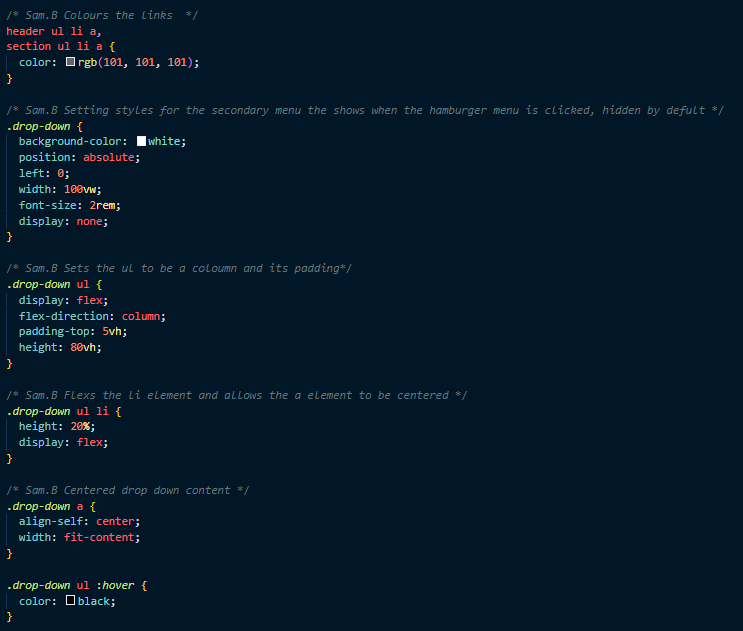 /* Sam.B Colours the links  */
header ul li a,
section ul li a {
  color: rgb(101, 101, 101);
}
/* Sam.B Setting styles for the secondary menu the shows when the hamburger menu is clicked, hidden by defult */
.drop-down {
  background-color: white;
  position: absolute;
  left: 0;
  width: 100vw;
  font-size: 2rem;
  display: none;
}
/* Sam.B Sets the ul to be a coloumn and its padding*/
.drop-down ul {
  display: flex;
  flex-direction: column;
  padding-top: 5vh;
  height: 80vh;
}
/* Sam.B Flexs the li element and allows the a element to be centered */
.drop-down ul li {
  height: 20%;
  display: flex;
}
/* Sam.B Centered drop down content */
.drop-down a {
  align-self: center;
  width: fit-content;
}
.drop-down ul :hover {
  color: black;
}